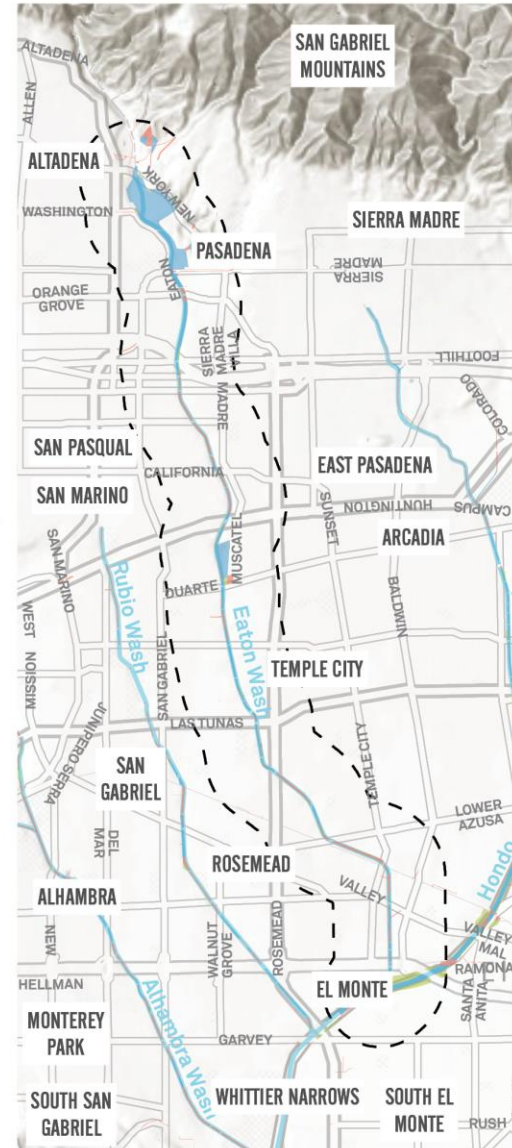 SAN GABRIEL
MOUNTAINS
ALTADENA
ALLEN
ALTADENA
NEW YORK
WASHINGTON
SIERRA MADRE
PASADENA
SIERRA
MADRE
EATON
ORANGE
GROVE
SIERRA
MADRE
VILLA
FOOTHILL
MADRE
COLORADO
SAN PASQUAL
CALIFORNIA
EAST PASADENA
SAN MARINO
SUNSET
HUNTINGTON
CAMPUS
ARCADIA
SAN MARINO
MUSCATEL
DUARTE
Rubio Wash
Eaton Wash
BALDWIN
WEST
MISSION
SAN GABRIEL
TEMPLE CITY
JUNIPERO SERRA
LAS TUNAS
TEMPLE CITY
SAN
GABRIEL
LOWER
AZUSA
DEL
MAR
ROSEMEAD
Hondo
VALLEY
ALHAMBRA
NEW
WALNUT
GROVE
ROSEMEAD
VALLEY
MAL
RAMONA
SANTA
ANITA
HELLMAN
EL MONTE
Alhambra Wash
MONTEREY
PARK
GARVEY
WHITTIER NARROWS
SOUTH EL
MONTE
SOUTH SAN
GABRIEL
RUSH